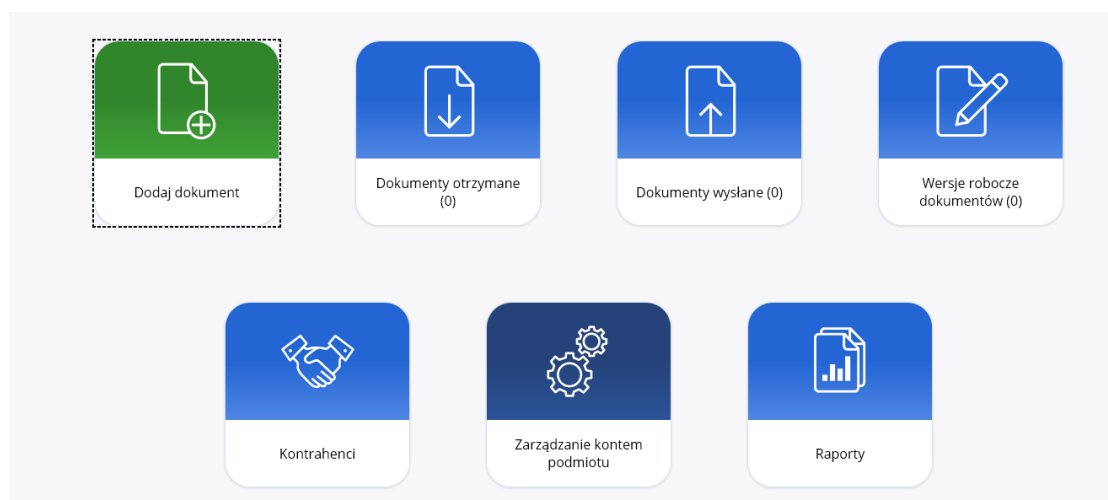 Dodaj dokument
Dokumenty otrzymane
(0)
Dokumenty wysłane (0)
Wersje robocze
dokumentów (0)
Kontrahenci
Zarządzanie kontem
podmiotu
Raporty